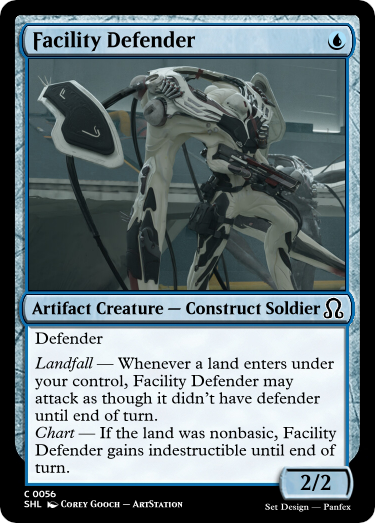 Facility Defender
Artifact Creature — Construct Soldier
Defender
Landfall — Whenever a land enters under
your control, Facility Defender may
attack as though it didn't have defender
until end of turn.
Chart — If the land was nonbasic, Facility
Defender gains indestructible until end of
turn.
2/2
C 0056
SHL Corey Gooch — ArtStation
Set Design — Panfex